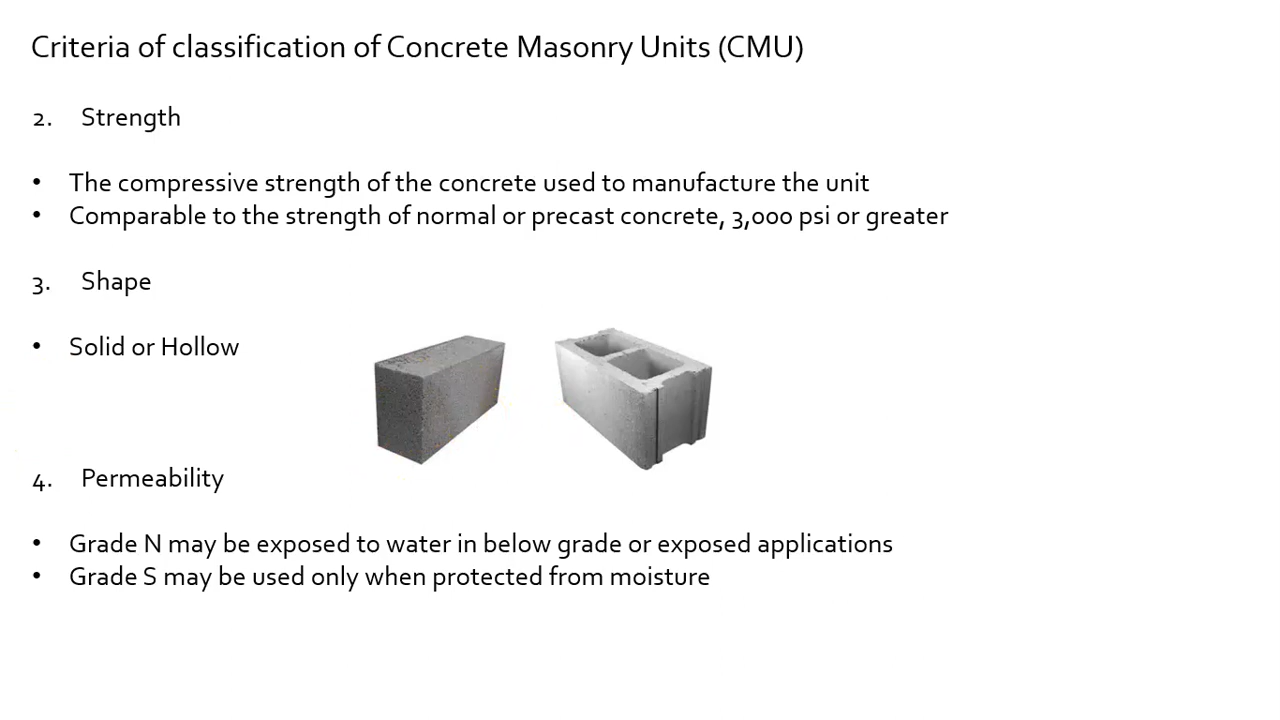 Criteria of classification of Concrete Masonry Units (CMU)
2. Strength
• The compressive strength of the concrete used to manufacture the unit
• Comparable to the strength of normal or precast concrete, 3,000 psi or greater
3. Shape
• Solid or Hollow
4. Permeability
• Grade N may be exposed to water in below grade or exposed applications
• Grade S may be used only when protected from moisture